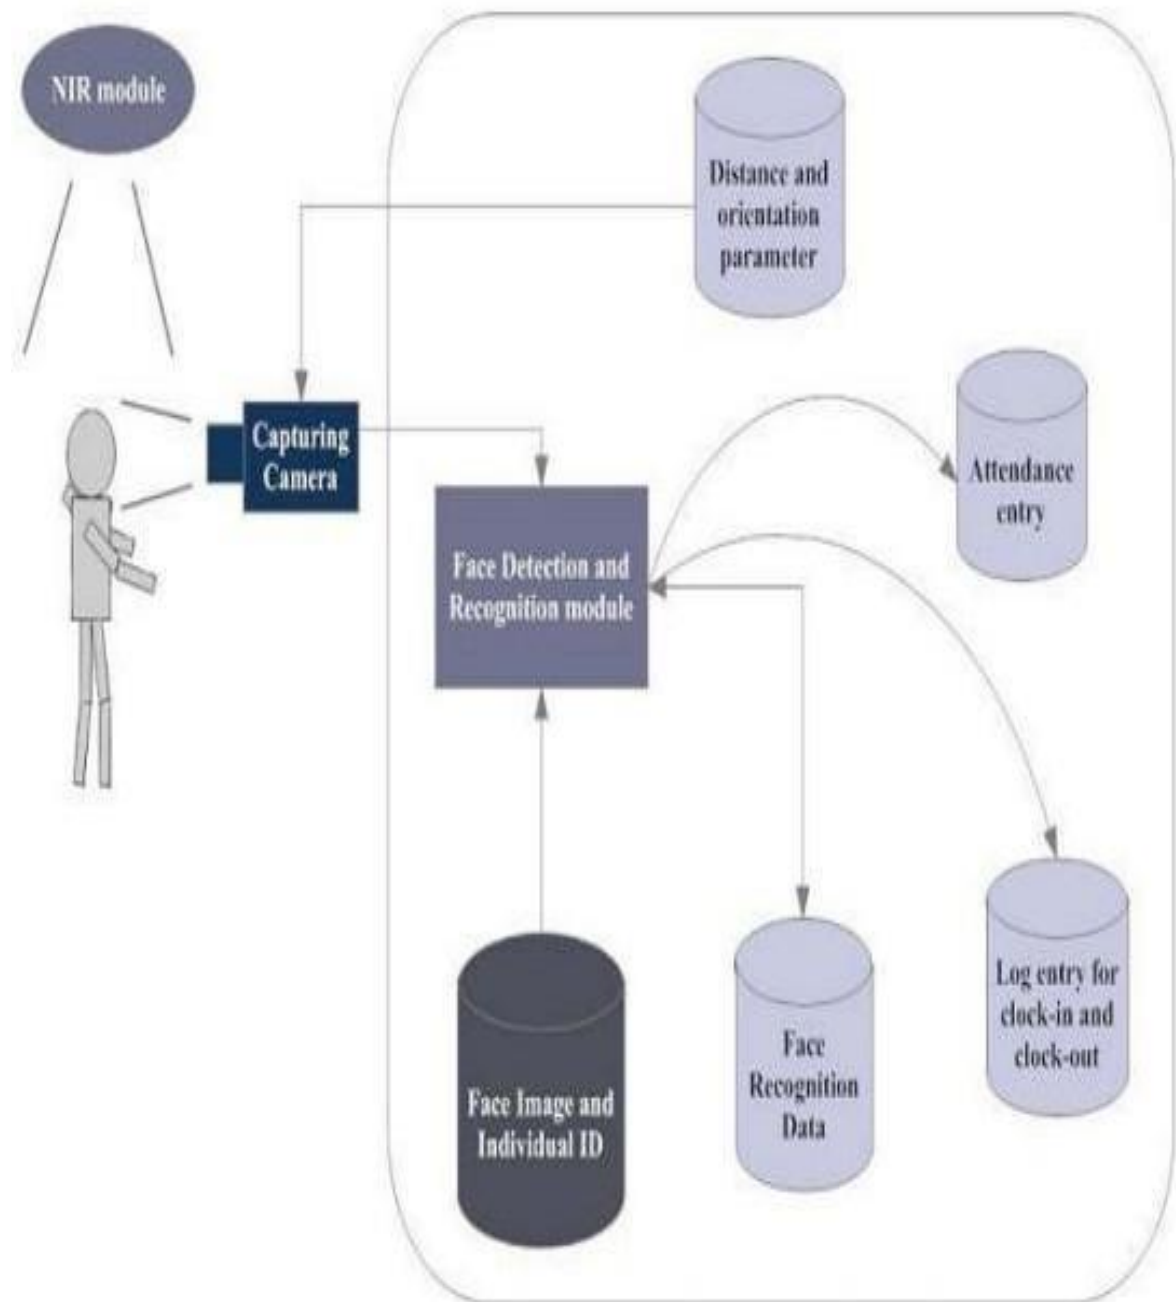 NIR module
Distance and
orientation
parameter
Capturing
Camera
Attendance
entry
Face Detection and
Recognition module
Log entry for
clock-in and
clock-out
Face
Recognition
Data
Face Image and
Individual ID